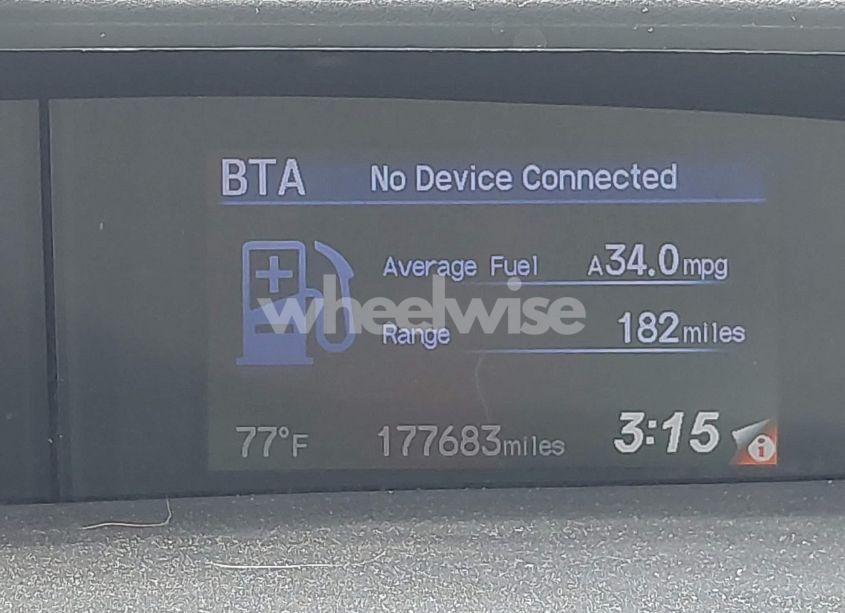 BTA No Device Connected
Average Fuel A34.0mpg
wheelwise
Range 182miles
77°F 177683miles 3:15 i